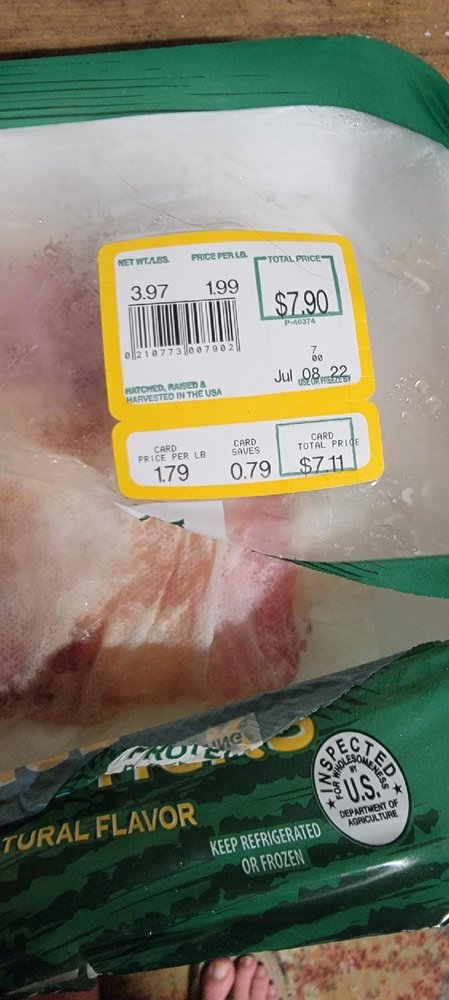 NET WT./LBS. PRICE PER LB. TOTAL PRICE
3.97 1.99 $7.90
P-46374
0 210773 007902
7
00
Jul 08 22
USE OR FREEZE BY
HATCHED, RAISED &
HARVESTED IN THE USA
CARD
PRICE PER LB
1.79
CARD
SAVES
0.79
CARD
TOTAL PRICE
$7.11
TURAL FLAVOR
KEEP REFRIGERATED
OR FROZEN
INSPECTED
FOR WHOLESOMENESS
BY
U.S.
DEPARTMENT OF
AGRICULTURE